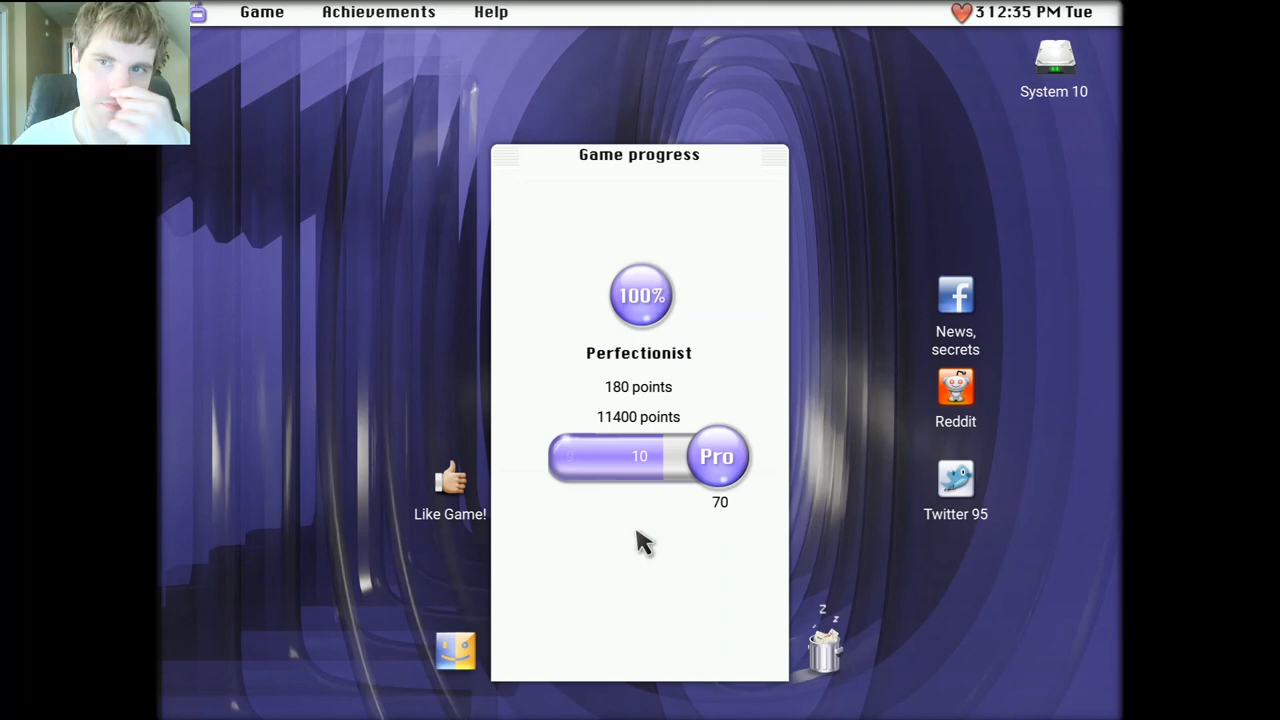 Game Achievements Help 3 12:35 PM Tue
System 10
Game progress
100%
Perfectionist
180 points
11400 points
9 10 Pro
70
News,
secrets
Reddit
Like Game!
Twitter 95
z
z